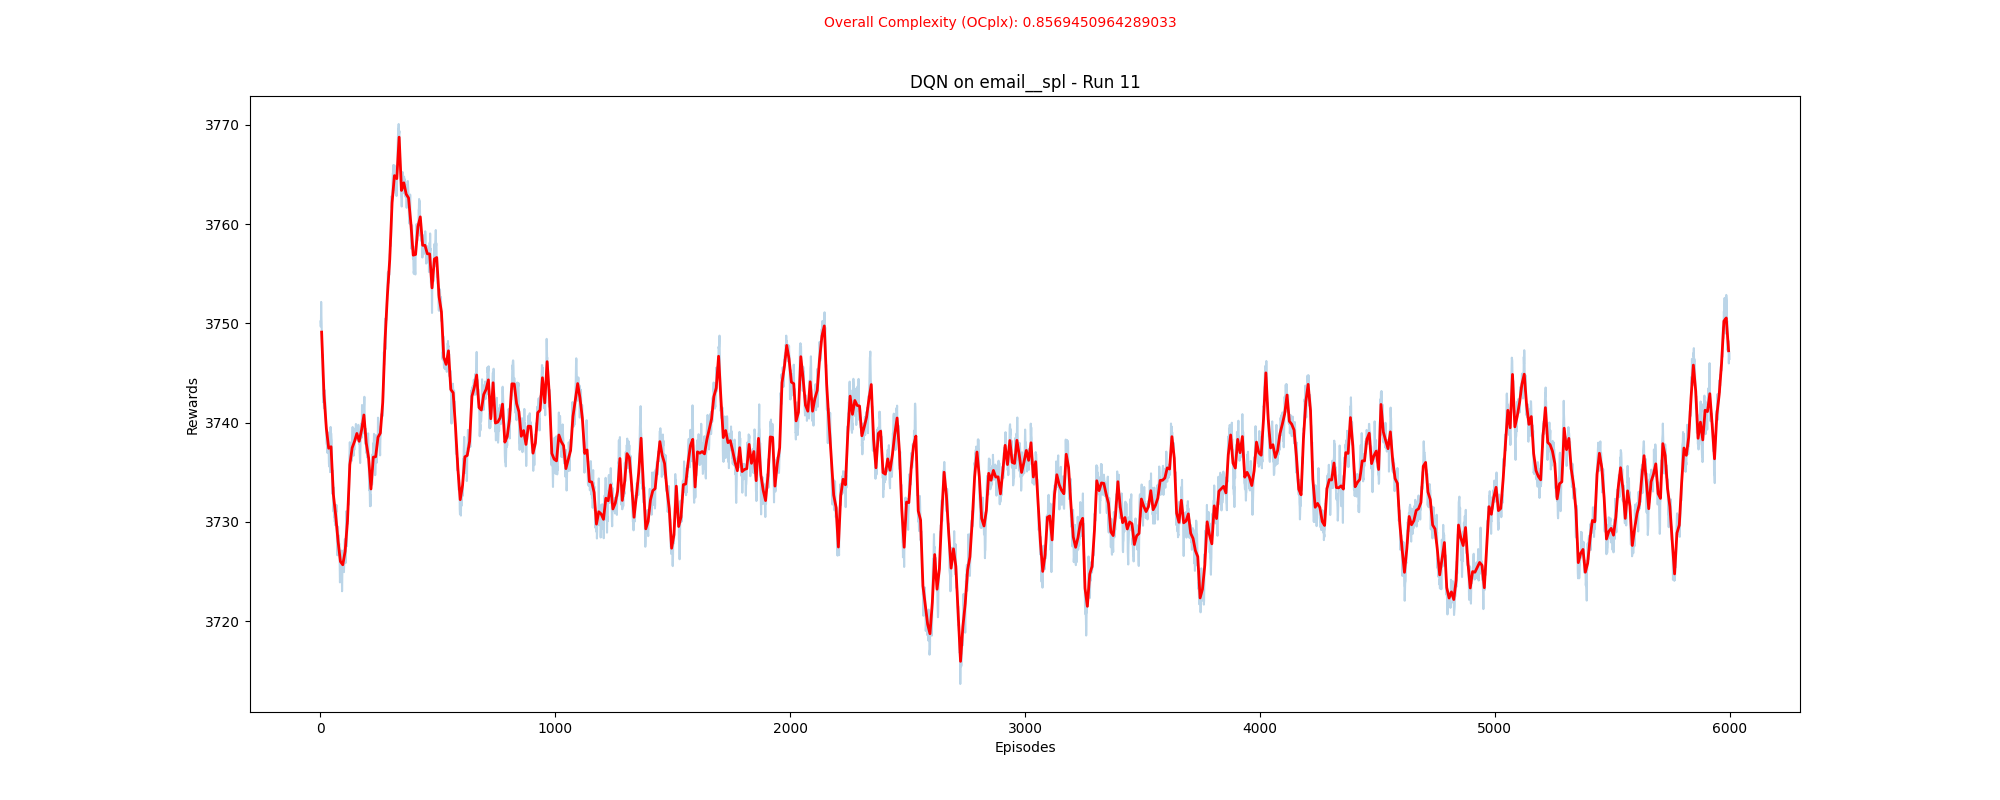 Overall Complexity (OCplx): 0.8569450964289033
DQN on email__spl - Run 11
3770
3760
3750
3740
3730
3720
Rewards
0 1000 2000 3000 4000 5000 6000
Episodes